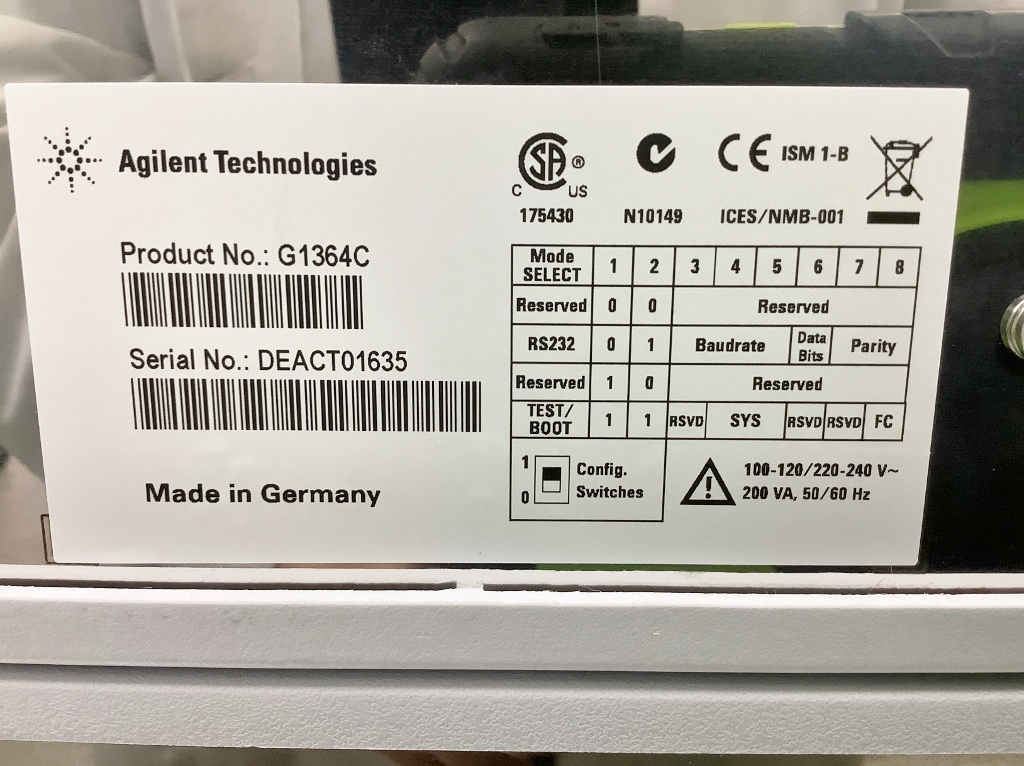 Agilent Technologies
Product No.: G1364C
Serial No.: DEACT01635
Made in Germany
SA ®
C US
175430
N10149
CE ISM 1-B
ICES/NMB-001
Mode SELECT 1 2 3 4 5 6 7 8
Reserved 0 0 Reserved
RS232 0 1 Baudrate Data Bits Parity
Reserved 1 0 Reserved
TEST/BOOT 1 1 RSVD SYS RSVD RSVD FC
1 Config.
0 Switches
100-120/220-240 V~
200 VA, 50/60 Hz